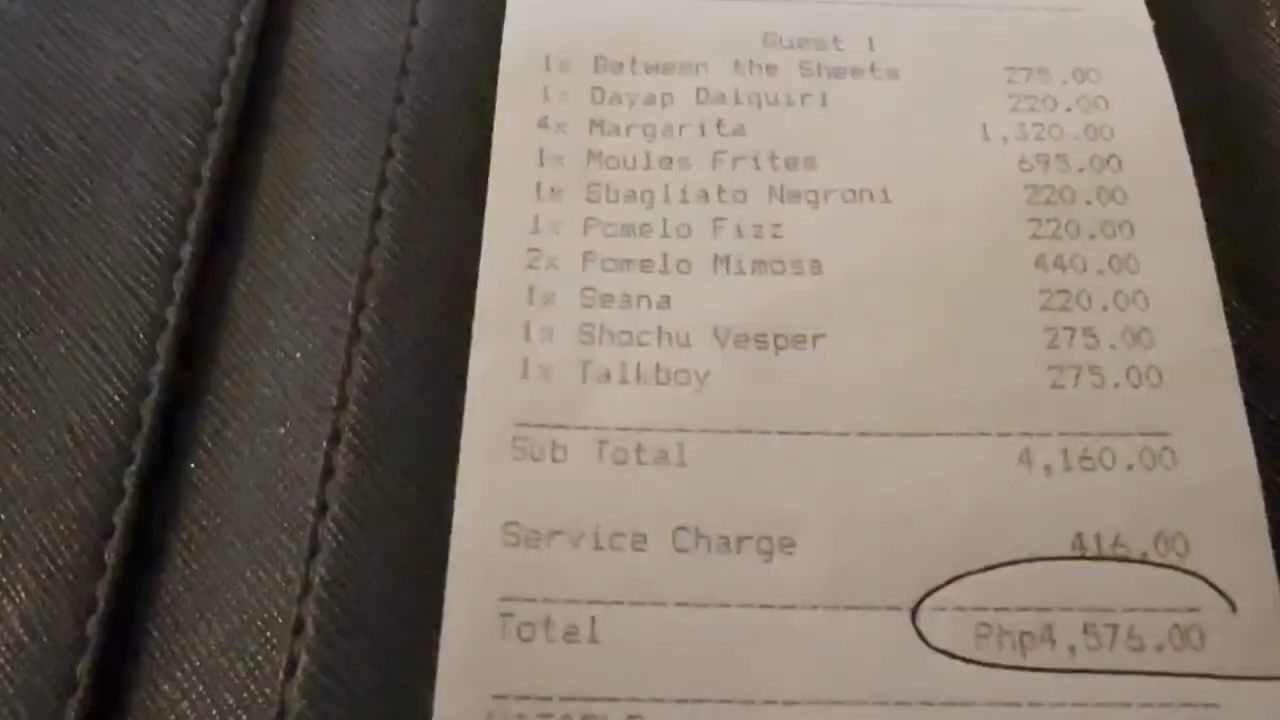 Guest 1
1x Between the Sheets 275.00
1x Dayap Daiquiri 220.00
4x Margarita 1,320.00
1x Moules Frites 695.00
1x Sbagliato Negroni 220.00
1x Pomelo Fizz 220.00
2x Pomelo Mimosa 440.00
1x Seana 220.00
1x Shochu Vesper 275.00
1x Tallboy 275.00
Sub Total 4,160.00
Service Charge 416.00
Total Php4,576.00